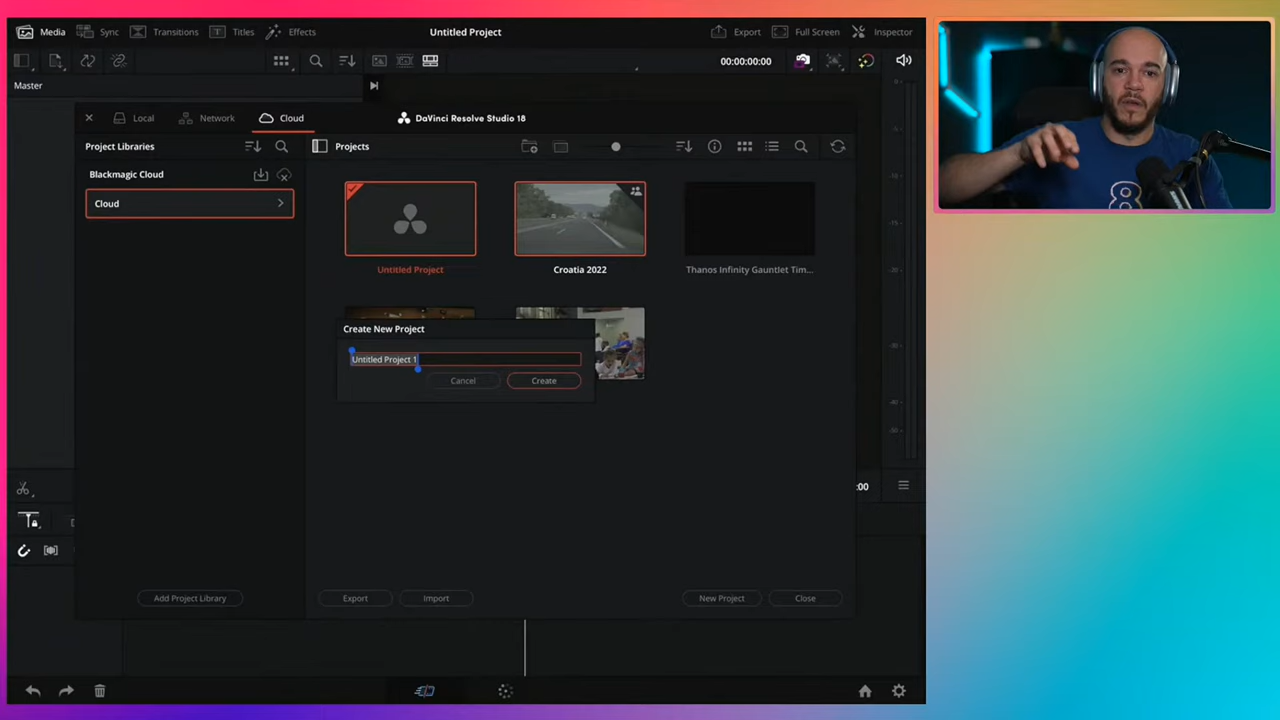 Media Sync Transitions Titles Effects Untitled Project Export Full Screen Inspector
00:00:00:00
Master
Local Network Cloud DaVinci Resolve Studio 18
Project Libraries Projects
Blackmagic Cloud
Cloud
Untitled Project Croatia 2022 Thanos Infinity Gauntlet Tim...
Create New Project
Untitled Project 1
Cancel Create
:00
Add Project Library Export Import New Project Close
8